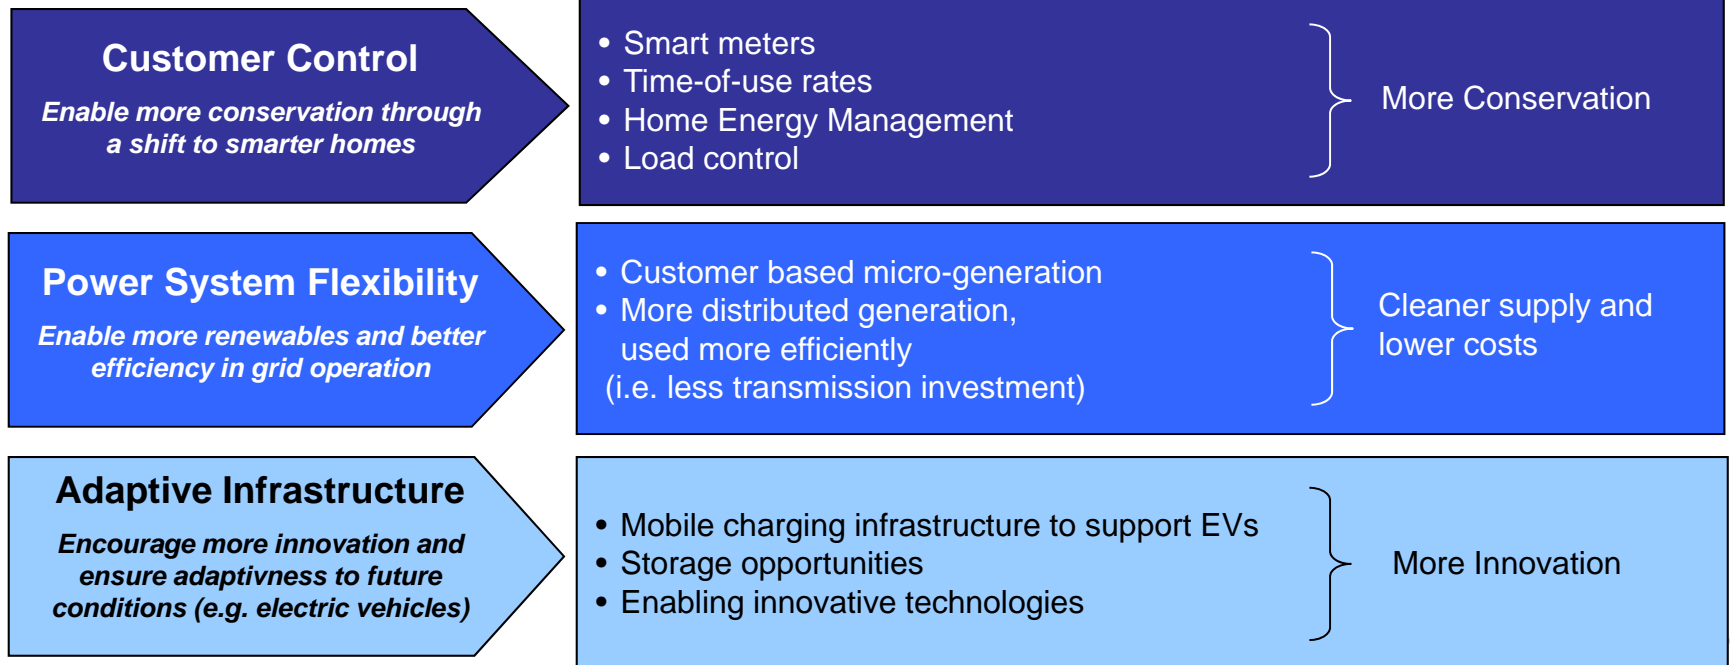 Customer Control
Enable more conservation through
a shift to smarter homes
• Smart meters
• Time-of-use rates
• Home Energy Management
• Load control
More Conservation
Power System Flexibility
Enable more renewables and better
efficiency in grid operation
• Customer based micro-generation
• More distributed generation,
used more efficiently
(i.e. less transmission investment)
Cleaner supply and
lower costs
Adaptive Infrastructure
Encourage more innovation and
ensure adaptivness to future
conditions (e.g. electric vehicles)
• Mobile charging infrastructure to support EVs
• Storage opportunities
• Enabling innovative technologies
More Innovation